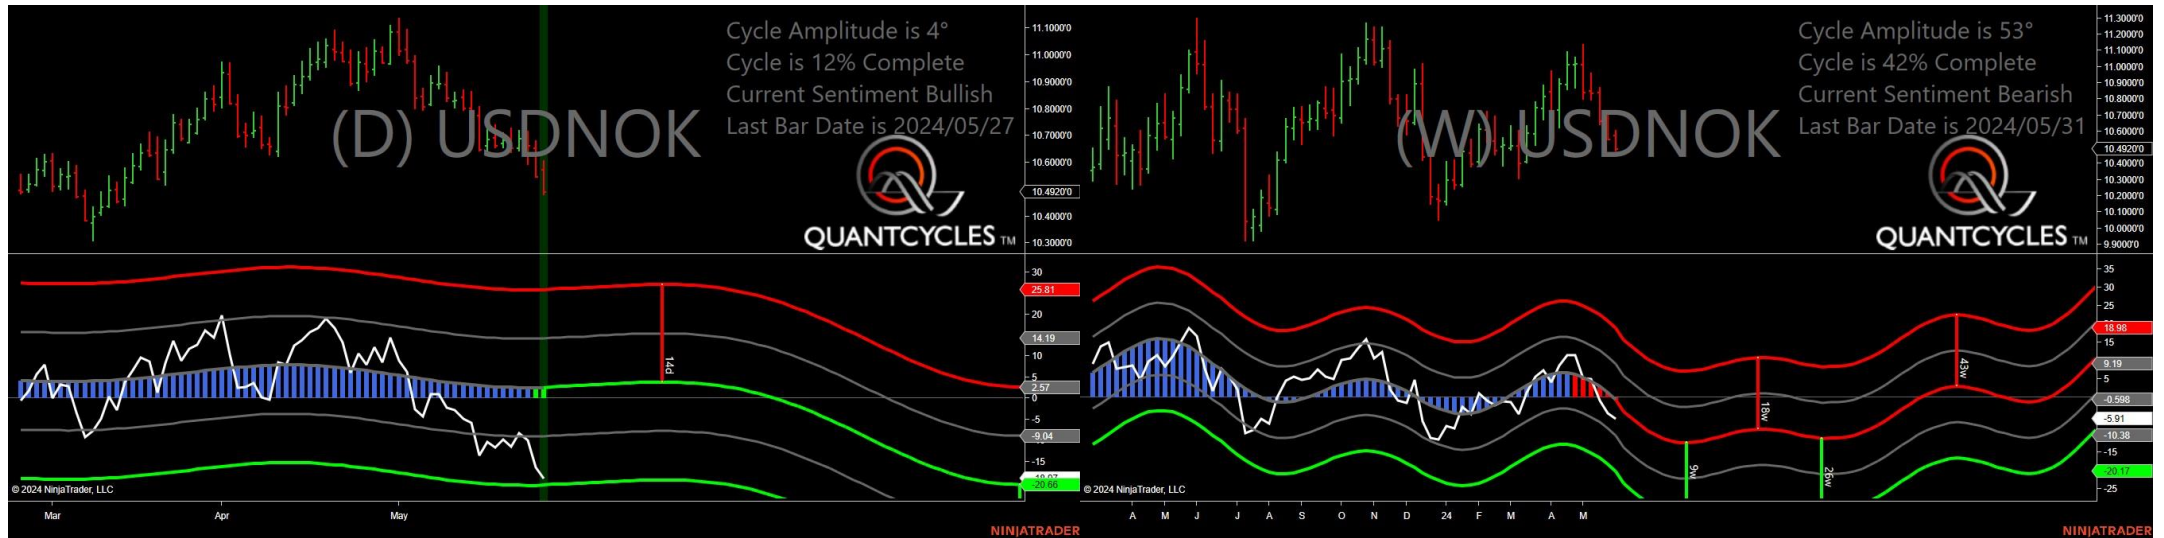 Cycle Amplitude is 4°
Cycle is 12% Complete
Current Sentiment Bullish
Last Bar Date is 2024/05/27
(D) USDNOK
QUANTCYCLES TM
11.1000'0
11.0000'0
10.9000'0
10.8000'0
10.7000'0
10.6000'0
10.4920'0
10.4000'0
10.3000'0
30
25.81
20
14.19
10
5
2.57
0
-5
-9.04
-15
-20.66
14d
© 2024 NinjaTrader, LLC
Mar
Apr
May
NINJATRADER
Cycle Amplitude is 53°
Cycle is 42% Complete
Current Sentiment Bearish
Last Bar Date is 2024/05/31
(W) USDNOK
QUANTCYCLES TM
11.3000'0
11.2000'0
11.1000'0
11.0000'0
10.9000'0
10.8000'0
10.7000'0
10.6000'0
10.4920'0
10.4000'0
10.3000'0
10.2000'0
10.1000'0
10.0000'0
9.9000'0
35
30
25
18.98
15
9.19
5
-0.598
-5.91
-10.38
-15
-20.17
-25
9w
18w
26w
43w
© 2024 NinjaTrader, LLC
A M J J A S O N D 24 F M A M
NINJATRADER